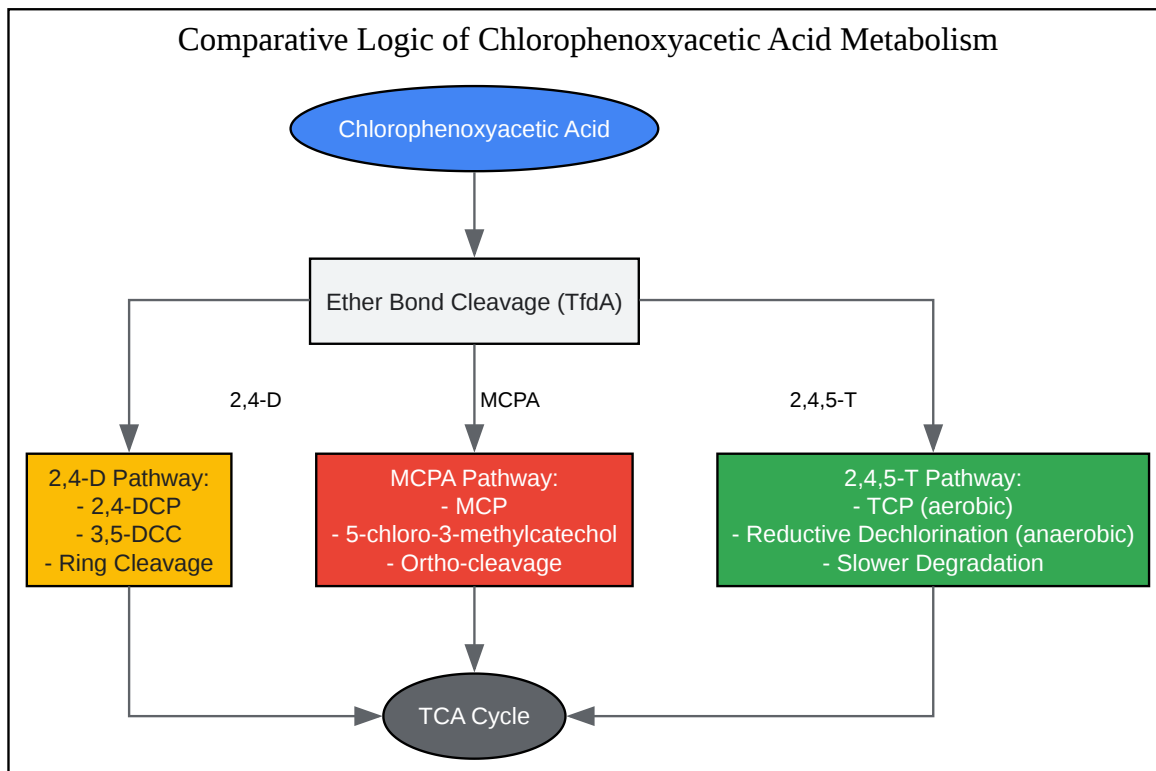 Comparative Logic of Chlorophenoxyacetic Acid Metabolism
Chlorophenoxyacetic Acid
Ether Bond Cleavage (TfdA)
2,4-D
MCPA
2,4,5-T
2,4-D Pathway:
- 2,4-DCP
- 3,5-DCC
- Ring Cleavage
MCPA Pathway:
- MCP
- 5-chloro-3-methylcatechol
- Ortho-cleavage
2,4,5-T Pathway:
- TCP (aerobic)
- Reductive Dechlorination (anaerobic)
- Slower Degradation
TCA Cycle